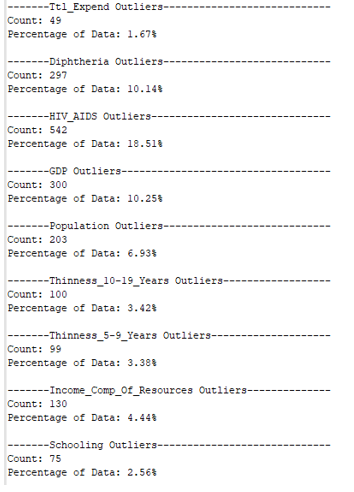 -------Ttl_Expend Outliers----------------------------
Count: 49
Percentage of Data: 1.67%
-------Diphtheria Outliers----------------------------
Count: 297
Percentage of Data: 10.14%
-------HIV_AIDS Outliers------------------------------
Count: 542
Percentage of Data: 18.51%
-------GDP Outliers-----------------------------------
Count: 300
Percentage of Data: 10.25%
-------Population Outliers----------------------------
Count: 203
Percentage of Data: 6.93%
-------Thinness_10-19_Years Outliers------------------
Count: 100
Percentage of Data: 3.42%
-------Thinness_5-9_Years Outliers--------------------
Count: 99
Percentage of Data: 3.38%
-------Income_Comp_Of_Resources Outliers--------------
Count: 130
Percentage of Data: 4.44%
-------Schooling Outliers-----------------------------
Count: 75
Percentage of Data: 2.56%